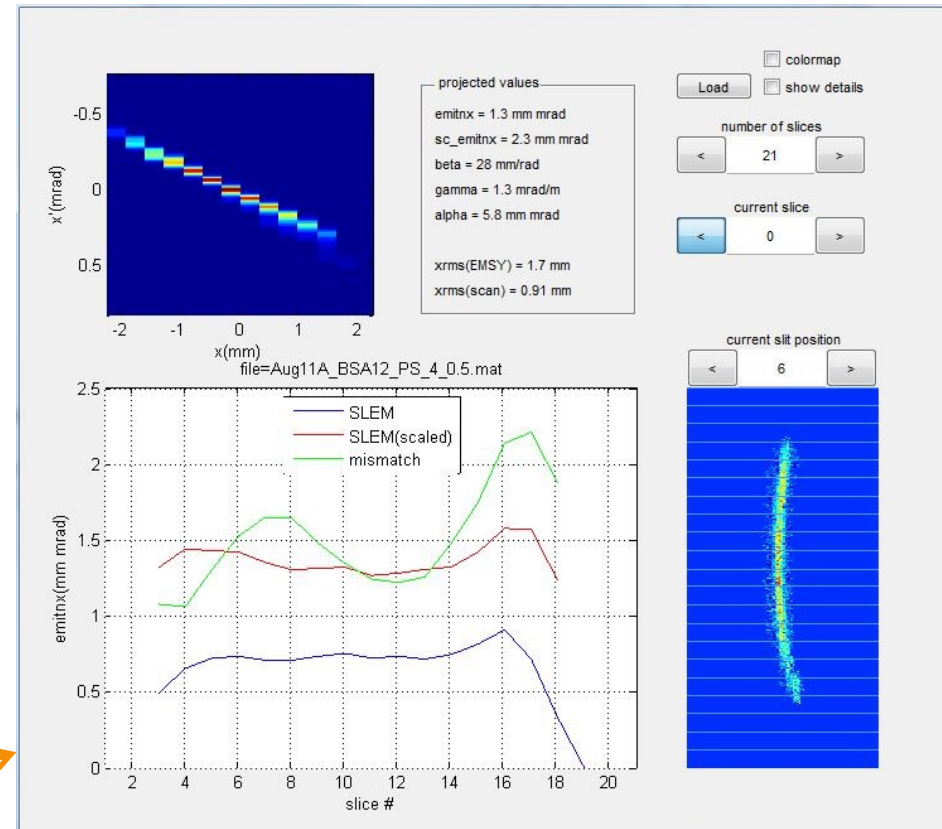 -0.5
0
0.5
x'(mrad)
-2 -1 0 1 2
x(mm)
projected values
emitnx = 1.3 mm mrad
sc_emitnx = 2.3 mm mrad
beta = 28 mm/rad
gamma = 1.3 mrad/m
alpha = 5.8 mm mrad
xrms(EMSY) = 1.7 mm
xrms(scan) = 0.91 mm
colormap
Load show details
number of slices
< 21 >
current slice
< 0 >
current slit position
< 6 >
file=Aug11A_BSA12_PS_4_0.5.mat
SLEM
SLEM(scaled)
mismatch
2.5
2
1.5
1
0.5
0
emitnx(mm mrad)
2 4 6 8 10 12 14 16 18 20
slice #